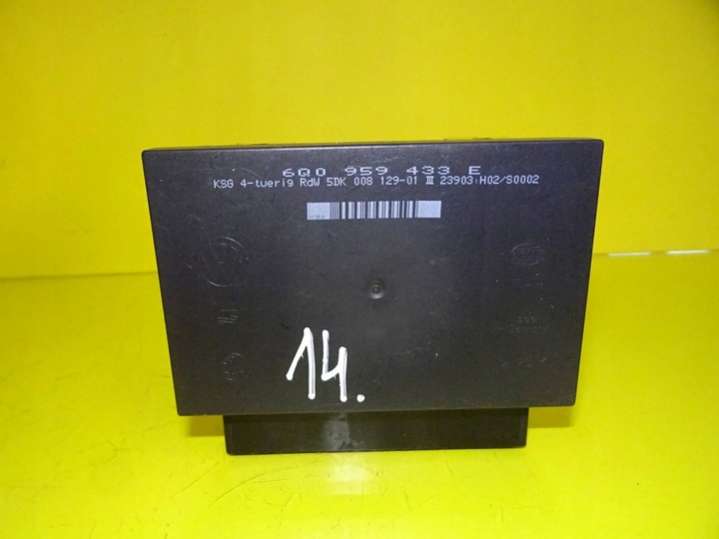 6Q0 959 433 E
KSG 4-tuerig RdW 5DK 008 129-01 III 23903 H02/S0002
14.